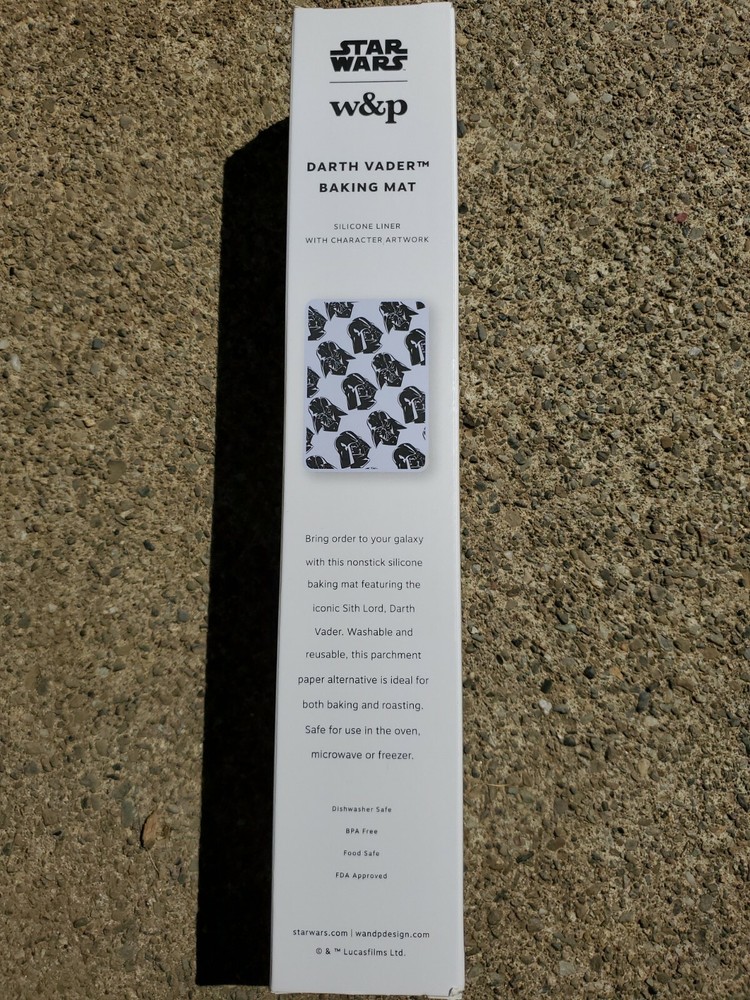 STAR
WARS
w&p
DARTH VADER™
BAKING MAT
SILICONE LINER
WITH CHARACTER ARTWORK
Bring order to your galaxy
with this nonstick silicone
baking mat featuring the
iconic Sith Lord, Darth
Vader. Washable and
reusable, this parchment
paper alternative is ideal for
both baking and roasting.
Safe for use in the oven,
microwave or freezer.
Dishwasher Safe
BPA Free
Food Safe
FDA Approved
starwars.com | wandpdesign.com
© & ™ Lucasfilms Ltd.